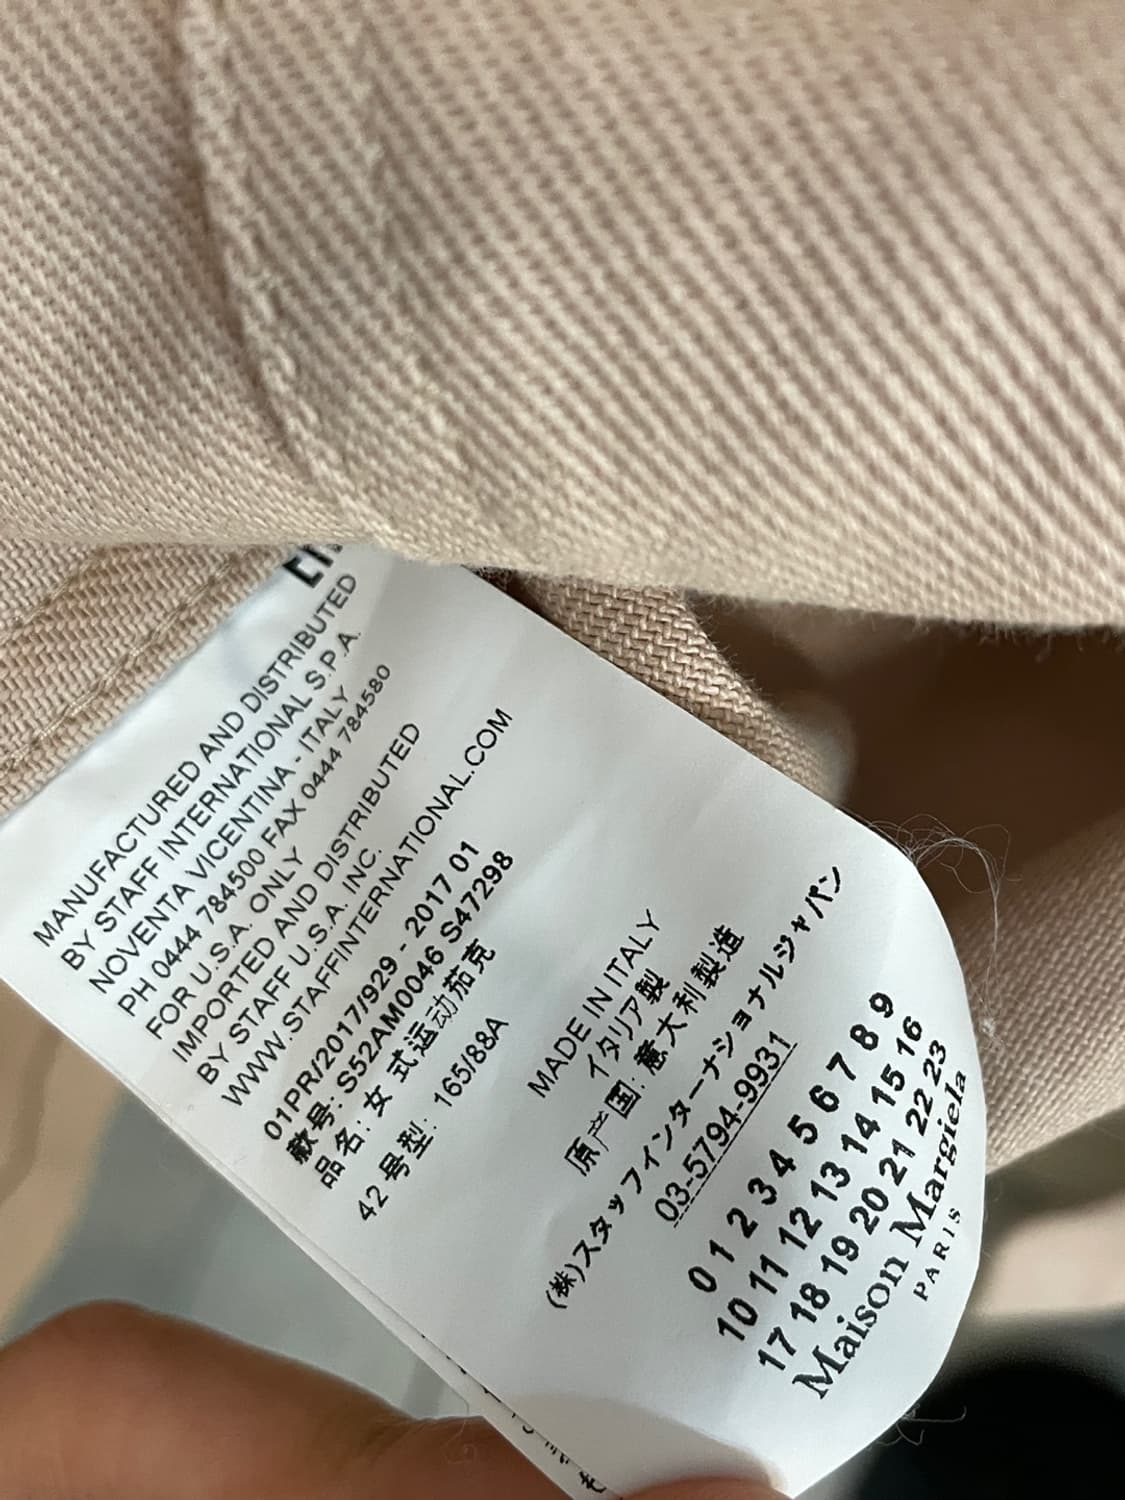 MANUFACTURED AND DISTRIBUTED
BY STAFF INTERNATIONAL S.P.A.
NOVENTA VICENTINA - ITALY
PH 0444 784500 FAX 0444 784580
FOR U.S.A. ONLY
IMPORTED AND DISTRIBUTED
BY STAFF U.S.A. INC.
WWW.STAFFINTERNATIONAL.COM
01PR/2017/929 - 2017 01
款号: S52AM0046 S47298
品名: 女 式运动茄克
42 号型: 165/88A
MADE IN ITALY
イタリア製
原产国: 意大利製造
(株)スタッフインターナショナルジャパン
03-5794-9931
0 1 2 3 4 5 6 7 8 9
10 11 12 13 14 15 16
17 18 19 20 21 22 23
Maison Margiela
PARIS